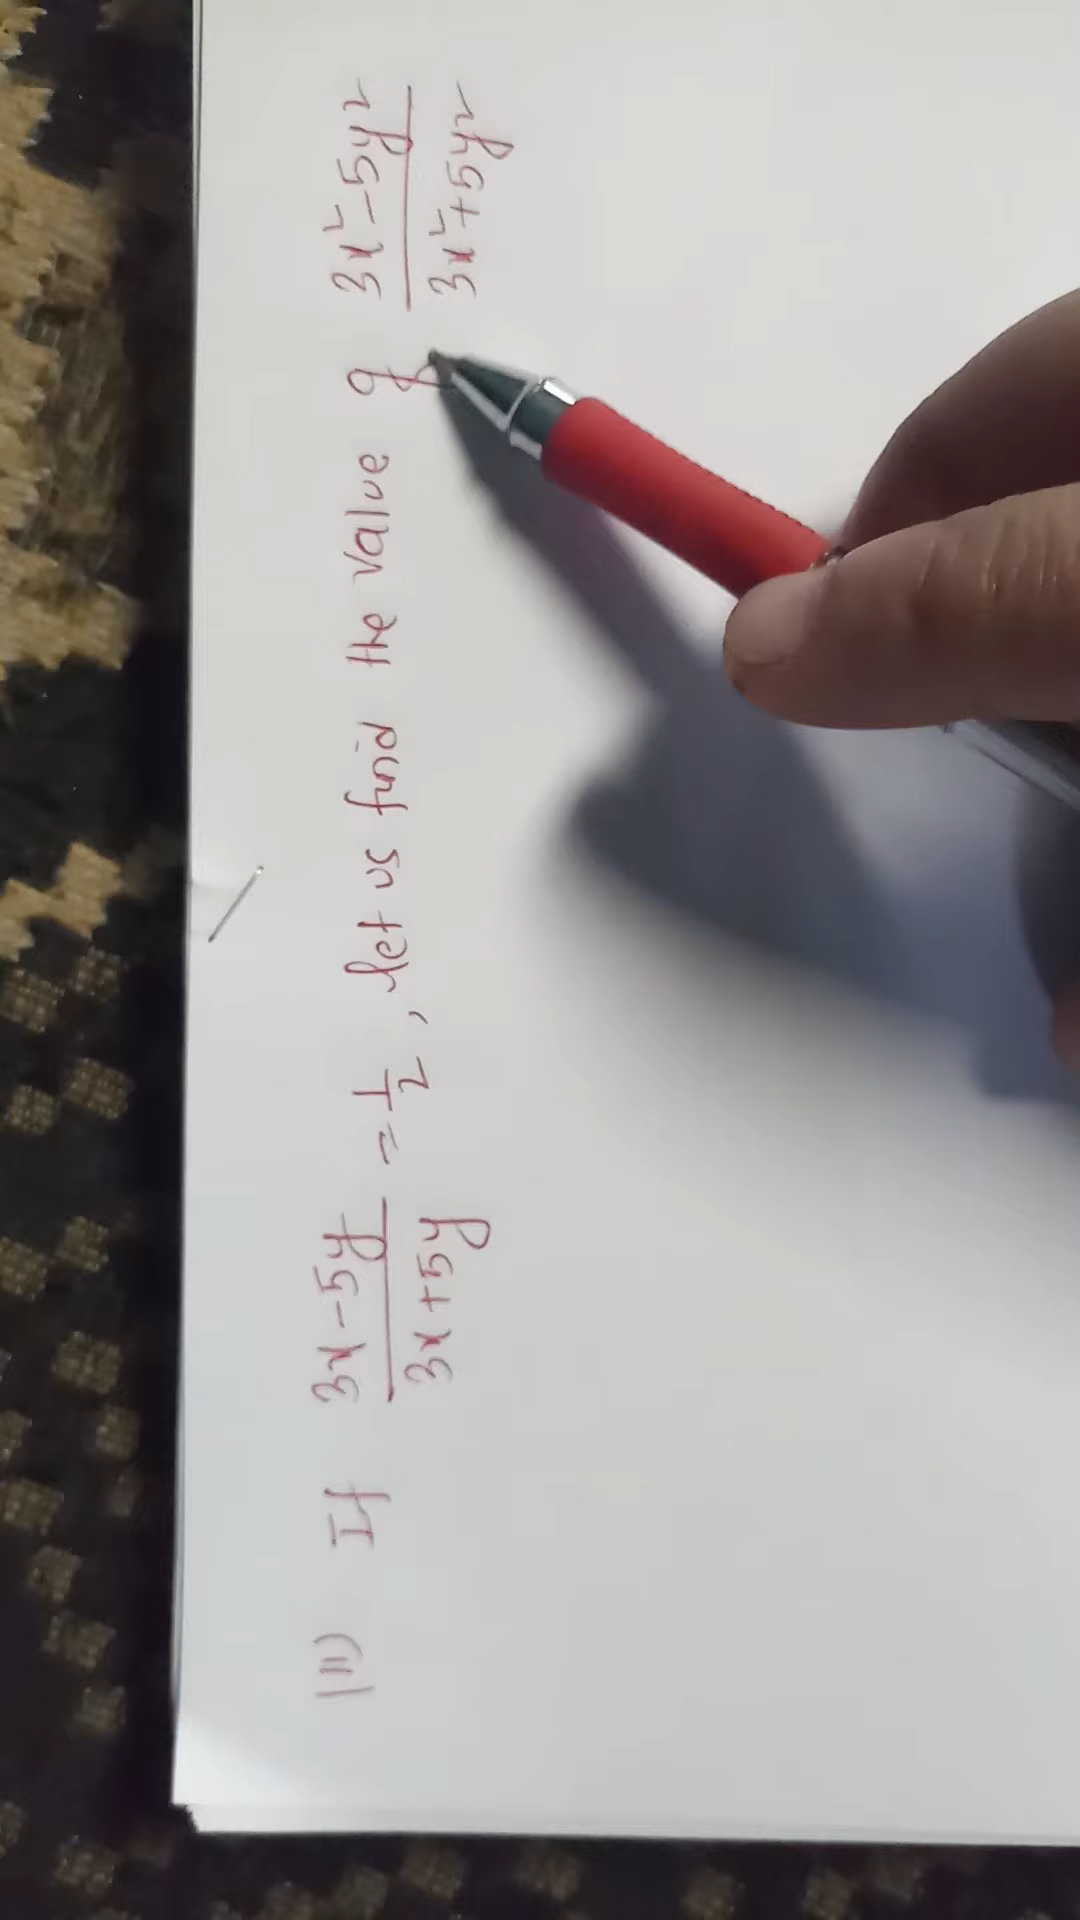 (11) If (3x-5y)/(3x+5y) = 1/2, let us find the value of (3x²-5y²)/(3x²+5y²)